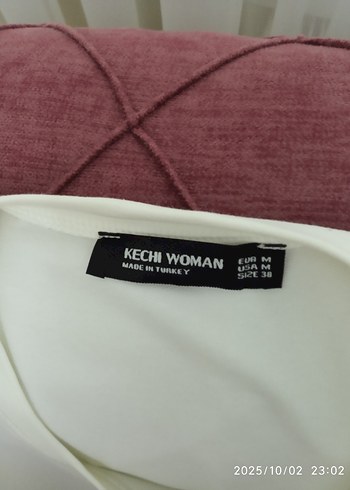 KECHI WOMAN
MADE IN TURKEY
EUR M
USA M
SIZE 38
2025/10/02 23:02